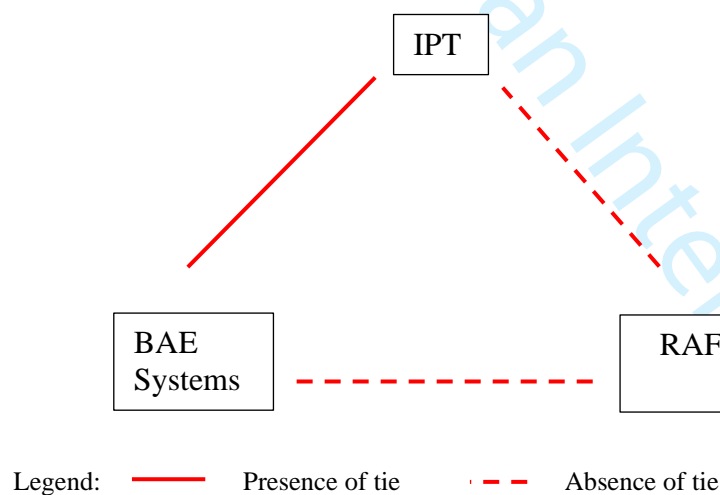 IPT
BAE
Systems
RAF
Legend:
Presence of tie
Absence of tie